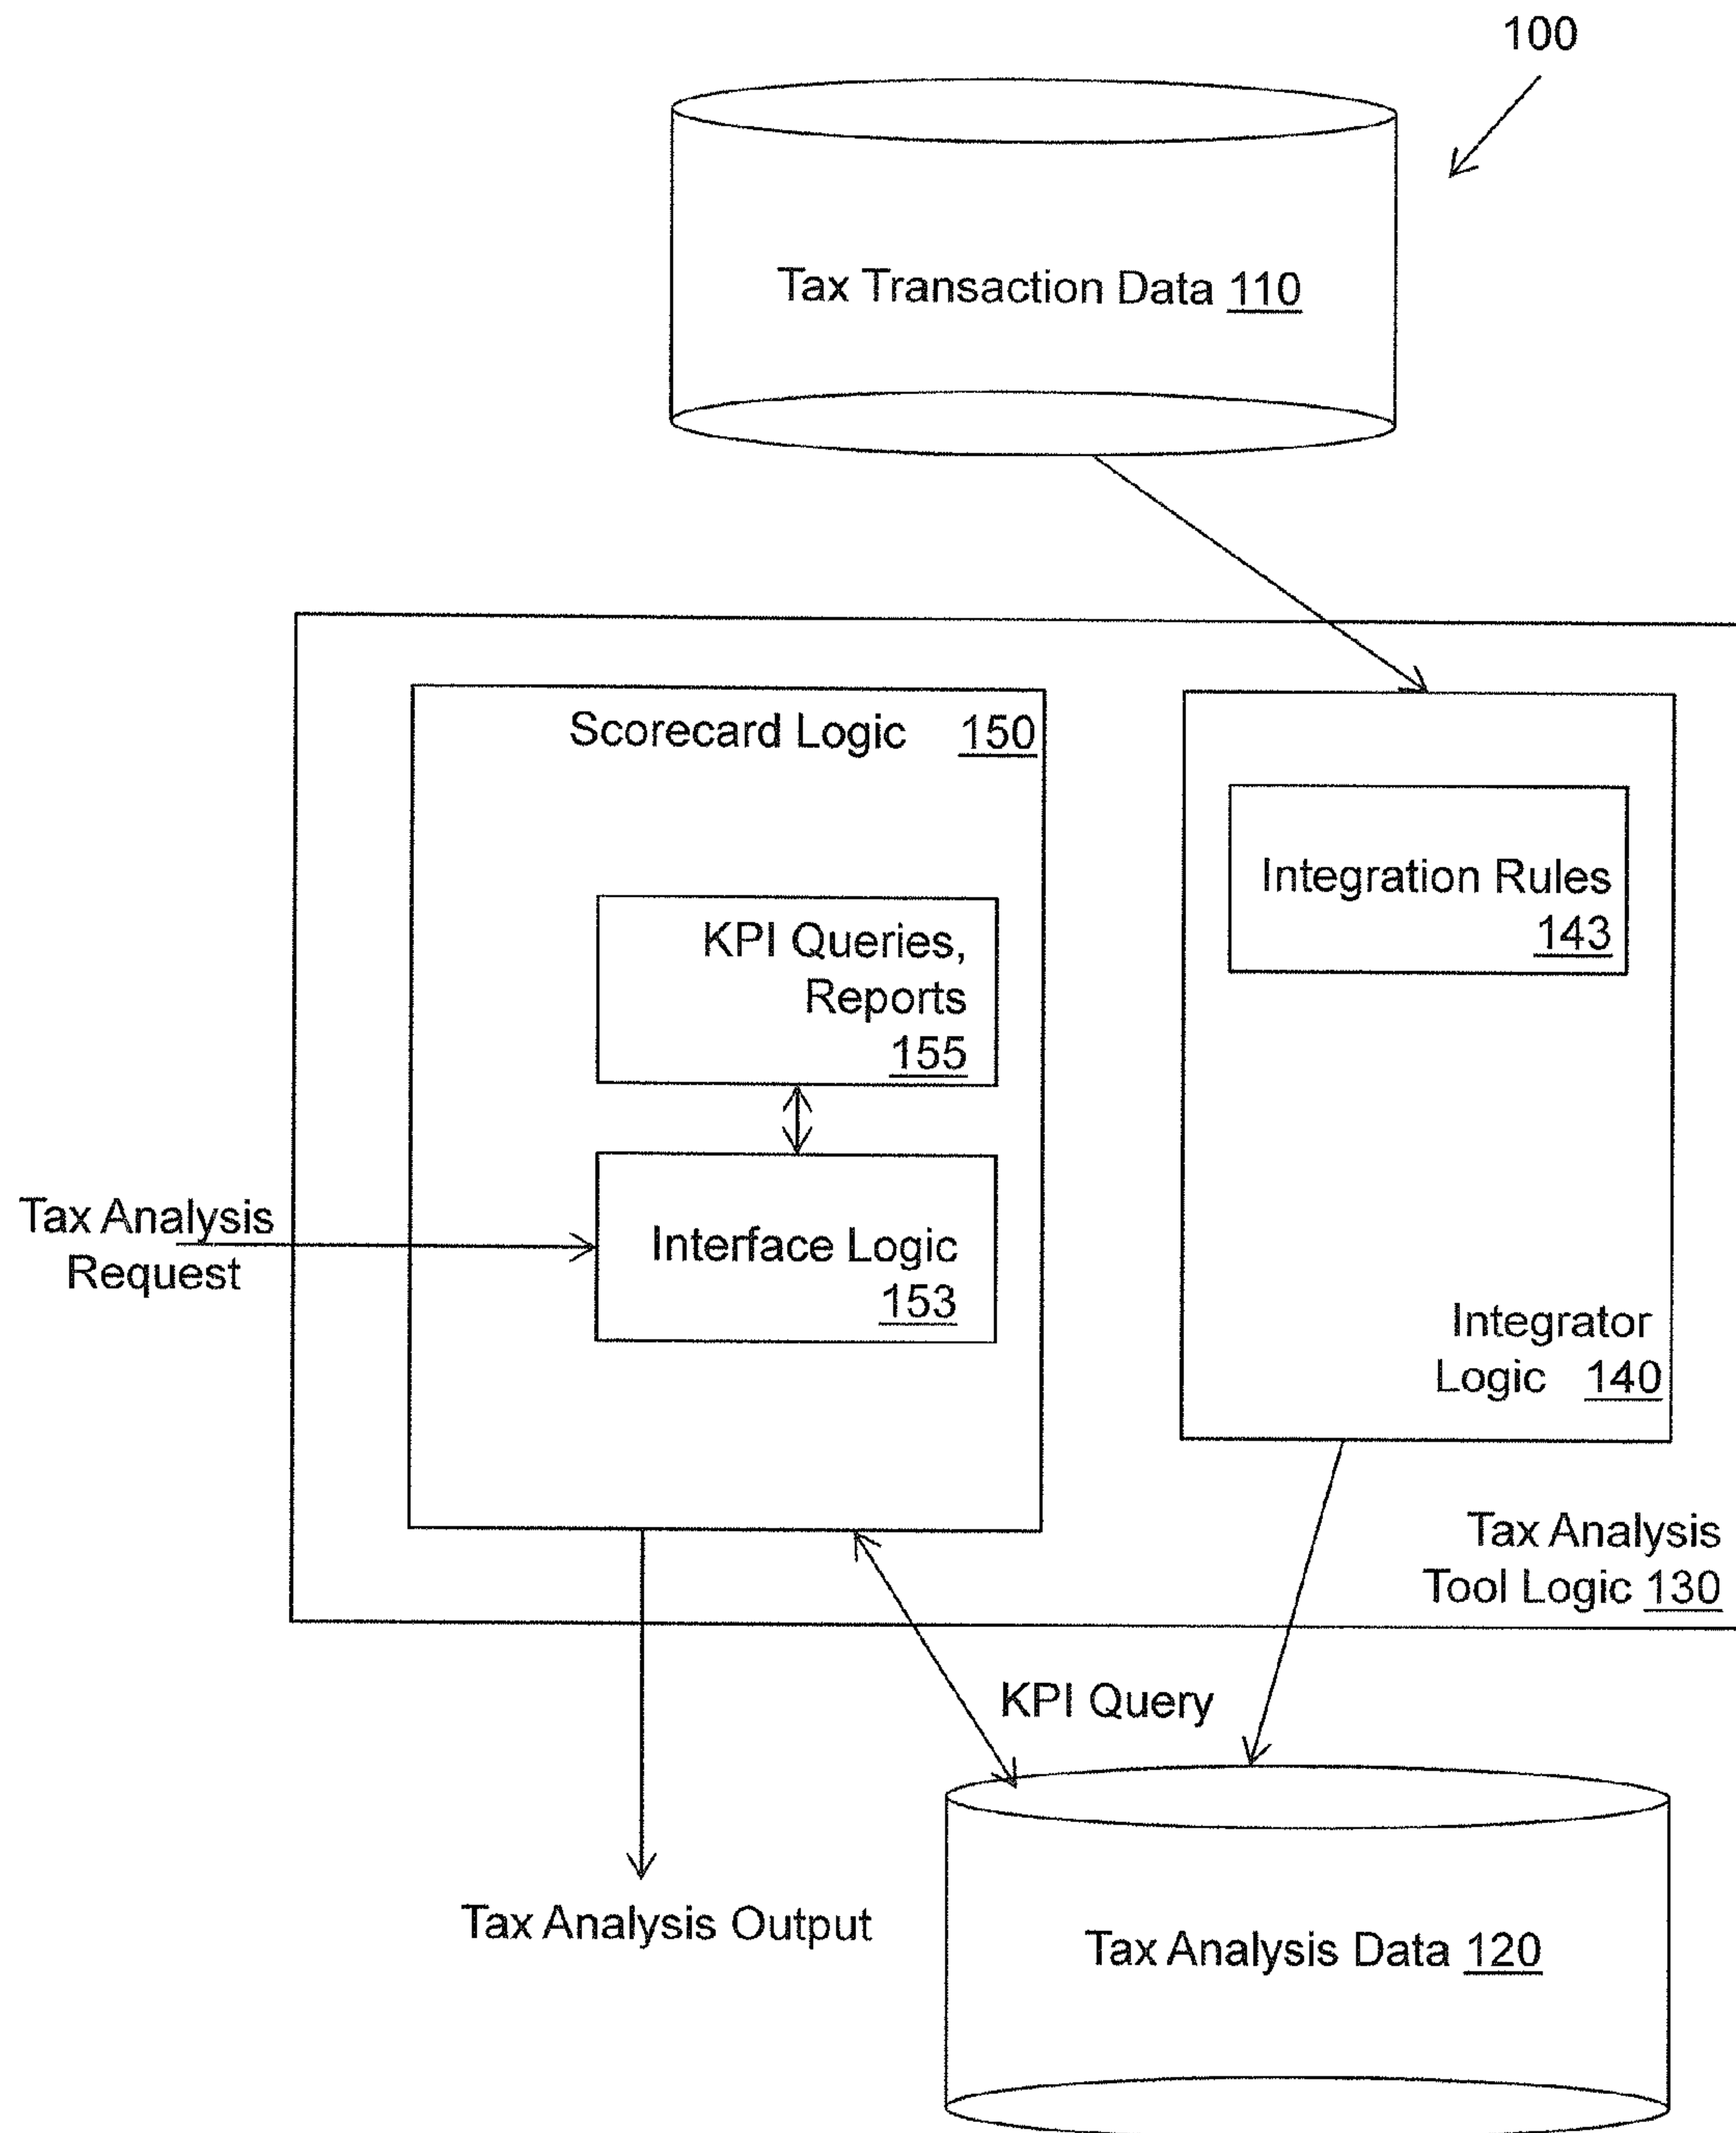 100
Tax Transaction Data 110
Scorecard Logic 150
KPI Queries,
Reports
155
Integration Rules
143
Tax Analysis
Request
Interface Logic
153
Integrator
Logic 140
Tax Analysis
Tool Logic 130
KPI Query
Tax Analysis Output
Tax Analysis Data 120